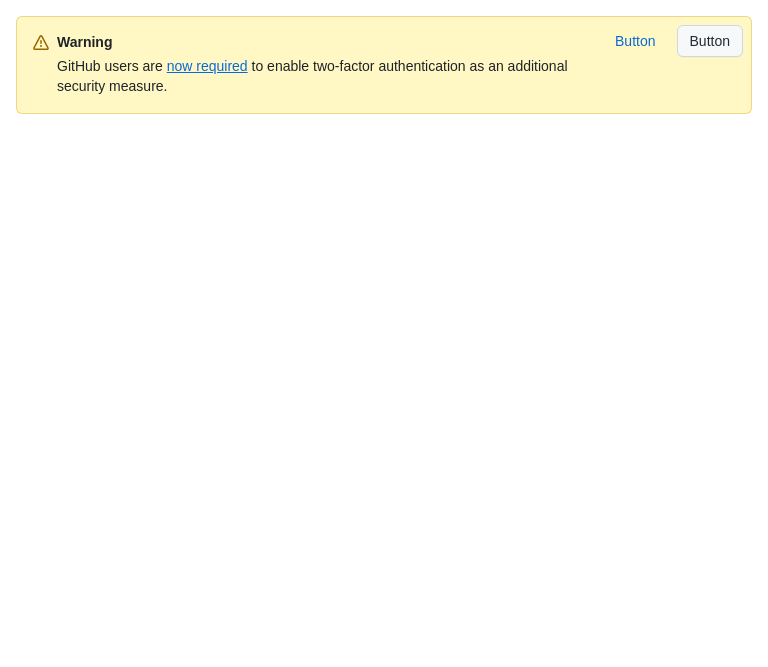 Warning
Button
Button
GitHub users are now required to enable two-factor authentication as an additional
security measure.